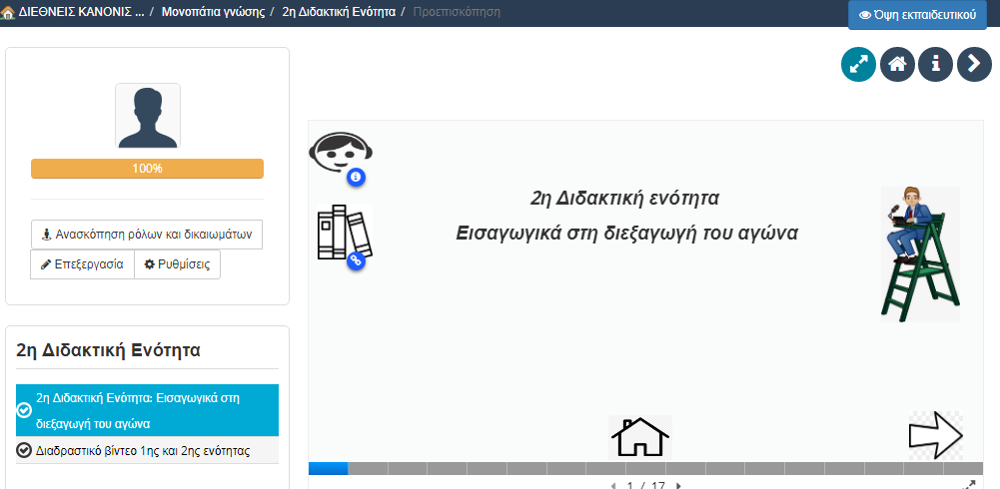 ΔΙΕΘΝΕΙΣ ΚΑΝΟΝΙΣ ... / Μονοπάτια γνώσης / 2η Διδακτική Ενότητα / Προεπισκόπηση
Όψη εκπαιδευτικού
100%
Ανασκόπηση ρόλων και δικαιωμάτων
Επεξεργασία
Ρυθμίσεις
2η Διδακτική Ενότητα
2η Διδακτική Ενότητα: Εισαγωγικά στη
διεξαγωγή του αγώνα
Διαδραστικό βίντεο 1ης και 2ης ενότητας
2η Διδακτική ενότητα
Εισαγωγικά στη διεξαγωγή του αγώνα
1 / 17